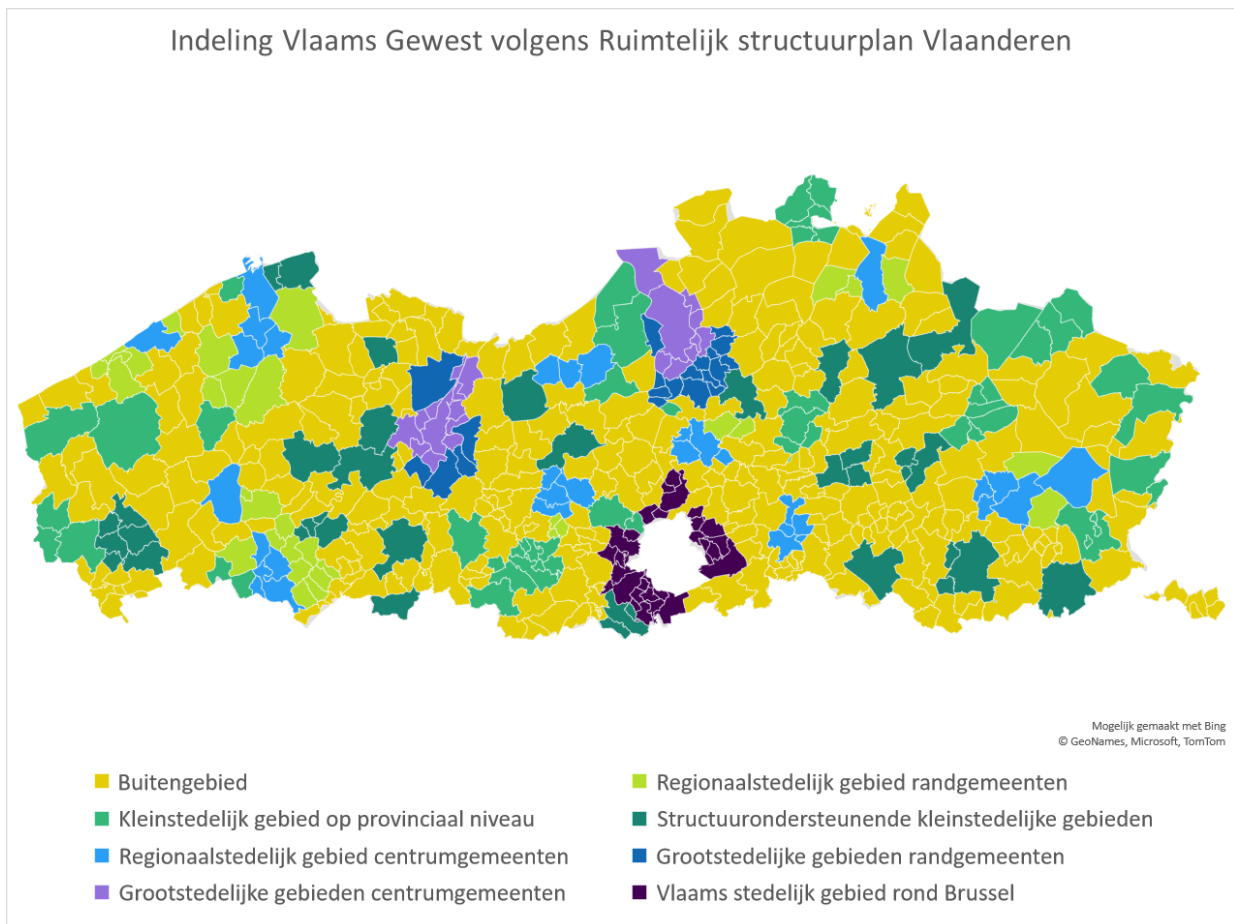 Indeling Vlaams Gewest volgens Ruimtelijk structuurplan Vlaanderen
Mogelijk gemaakt met Bing
© GeoNames, Microsoft, TomTom
Buitengebied
Regionaalstedelijk gebied randgemeenten
Kleinstedelijk gebied op provinciaal niveau
Structuurondersteunende kleinstedelijke gebieden
Regionaalstedelijk gebied centrumgemeenten
Grootstedelijke gebieden randgemeenten
Grootstedelijke gebieden centrumgemeenten
Vlaams stedelijk gebied rond Brussel